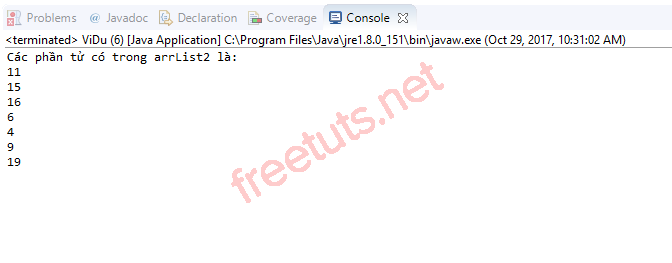 Problems @ Javadoc Declaration Coverage Console
<terminated> ViDu (6) [Java Application] C:\Program Files\Java\jre1.8.0_151\bin\javaw.exe (Oct 29, 2017, 10:31:02 AM)
Các phần tử có trong arrList2 là:
11
15
16
6
4
9
19
freetuts.net